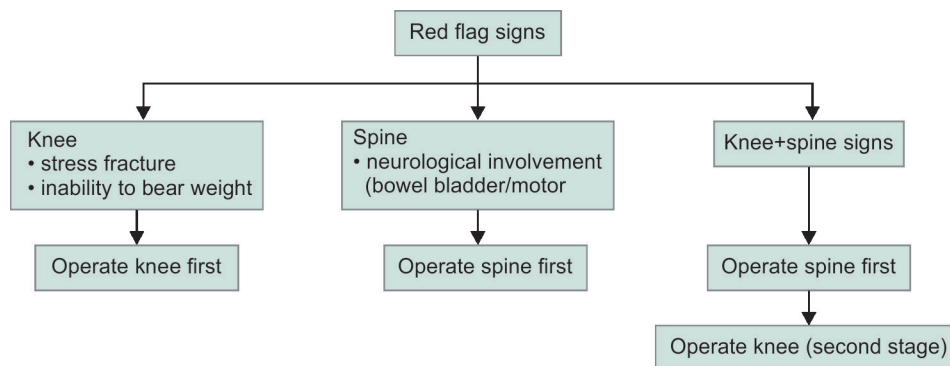 Red flag signs
Knee
• stress fracture
• inability to bear weight
Spine
• neurological involvement
(bowel bladder/motor
Knee+spine signs
Operate knee first
Operate spine first
Operate spine first
Operate knee (second stage)